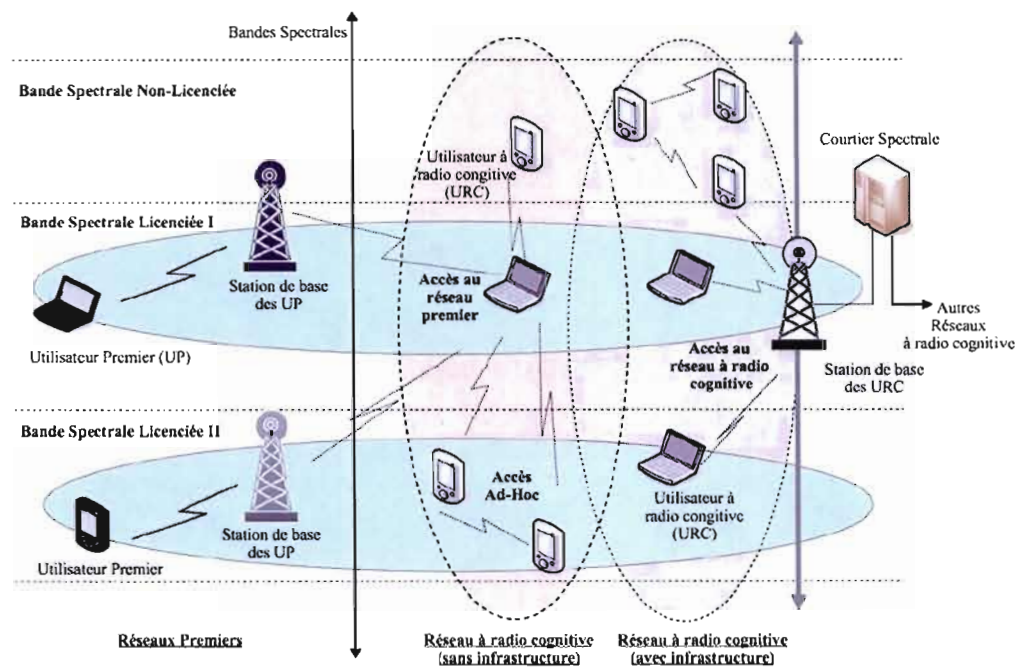 Bandes Spectrales
Bande Spectrale Non-Licenciée
Courtier Spectrale
Utilisateur à
radio congitive
(URC)
Bande Spectrale Licenciée I
Station de base
des UP
Accès au
réseau
premier
Utilisateur Premier (UP)
Autres
Réseaux
à radio cognitive
Accès au
réseau à radio
cognitive
Station de base
des URC
Bande Spectrale Licenciée II
Accès
Ad-Hoc
Utilisateur à
radio congitive
(URC)
Station de base
des UP
Utilisateur Premier
Réseaux Premiers
Réseau à radio cognitive
(sans infrastructure)
Réseau à radio cognitive
(avec infrastructure)